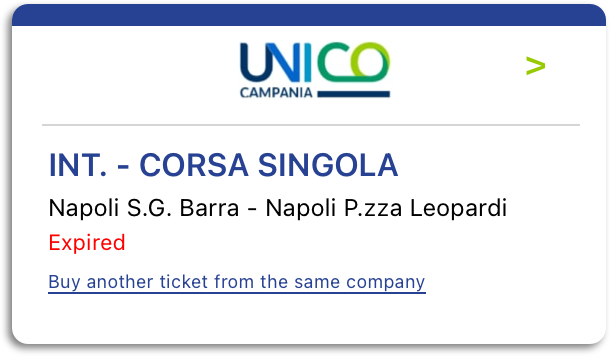 UNICO
CAMPANIA
>
INT. - CORSA SINGOLA
Napoli S.G. Barra - Napoli P.zza Leopardi
Expired
Buy another ticket from the same company